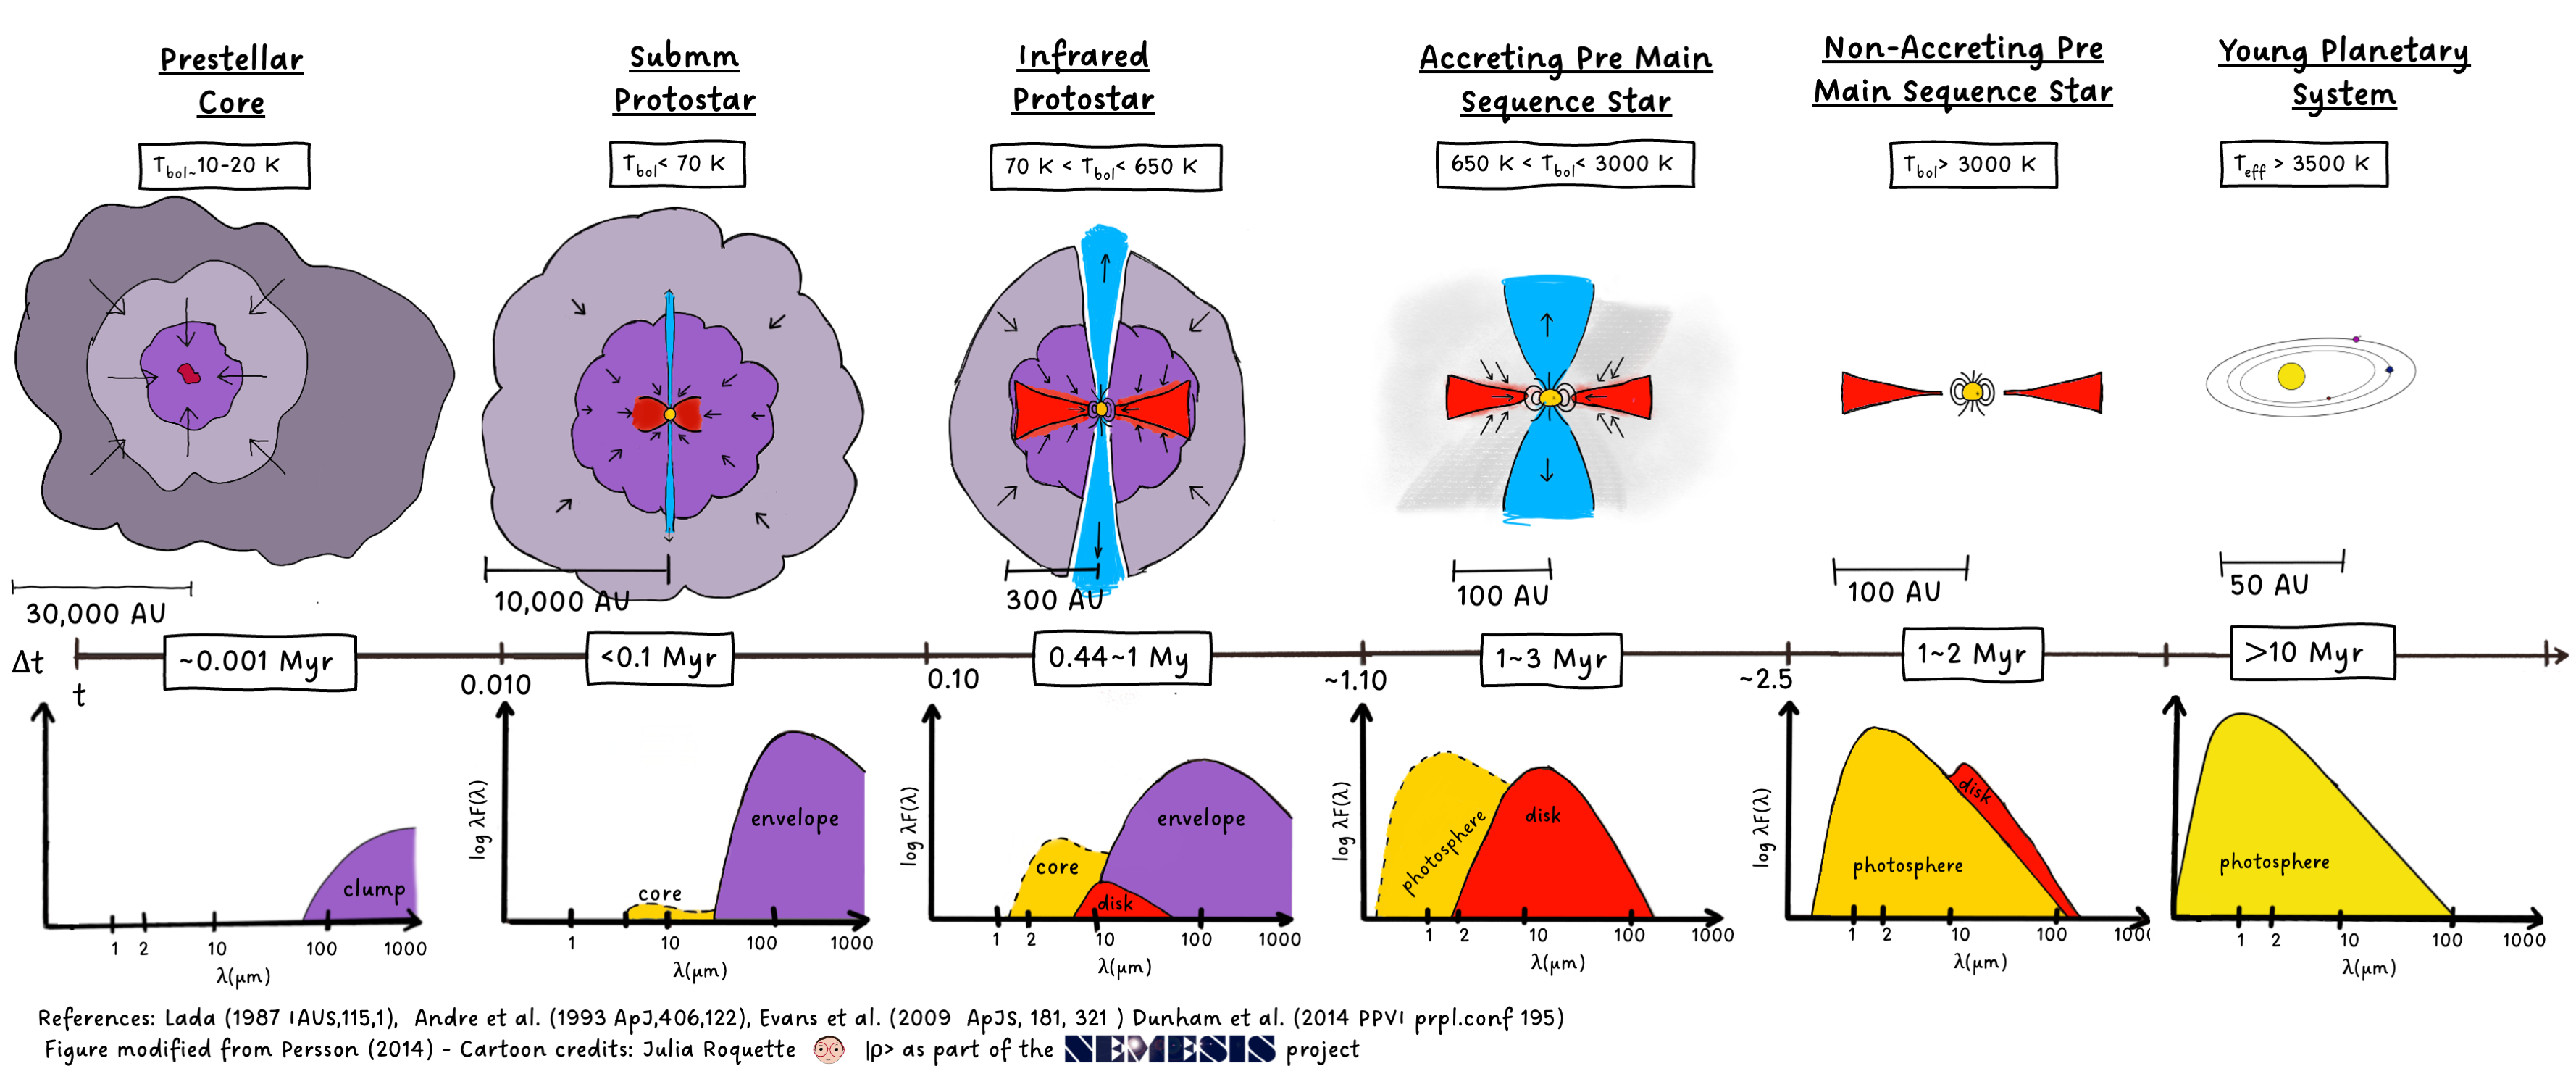 Prestellar
Core
Submm
Protostar
Infrared
Protostar
Accreting Pre Main
Sequence Star
Non-Accreting Pre
Main Sequence Star
Young Planetary
System
Tbol~10-20 K
Tbol< 70 K
70 K < Tbol< 650 K
650 K < Tbol< 3000 K
Tbol> 3000 K
Teff > 3500 K
30,000 AU
10,000 AU
300 AU
100 AU
100 AU
50 AU
Δt
~0.001 Myr
<0.1 Myr
0.44~1 My
1~3 Myr
1~2 Myr
>10 Myr
t
0.010
0.10
~1.10
~2.5
clump
1 2 10 100 1000
λ(μm)
log λF(λ)
core
envelope
1 10 100 1000
λ(μm)
log λF(λ)
core
disk
envelope
1 2 10 100 1000
λ(μm)
log λF(λ)
photosphere
disk
1 2 10 100 1000
λ(μm)
log λF(λ)
photosphere
disk
1 2 10 100 1000
λ(μm)
photosphere
1 2 10 100 1000
λ(μm)
References: Lada (1987 IAUS,115,1), Andre et al. (1993 ApJ,406,122), Evans et al. (2009 ApJS, 181, 321 ) Dunham et al. (2014 PPVI prpl.conf 195)
Figure modified from Persson (2014) - Cartoon credits: Julia Roquette |ρ> as part of the NEMESIS project